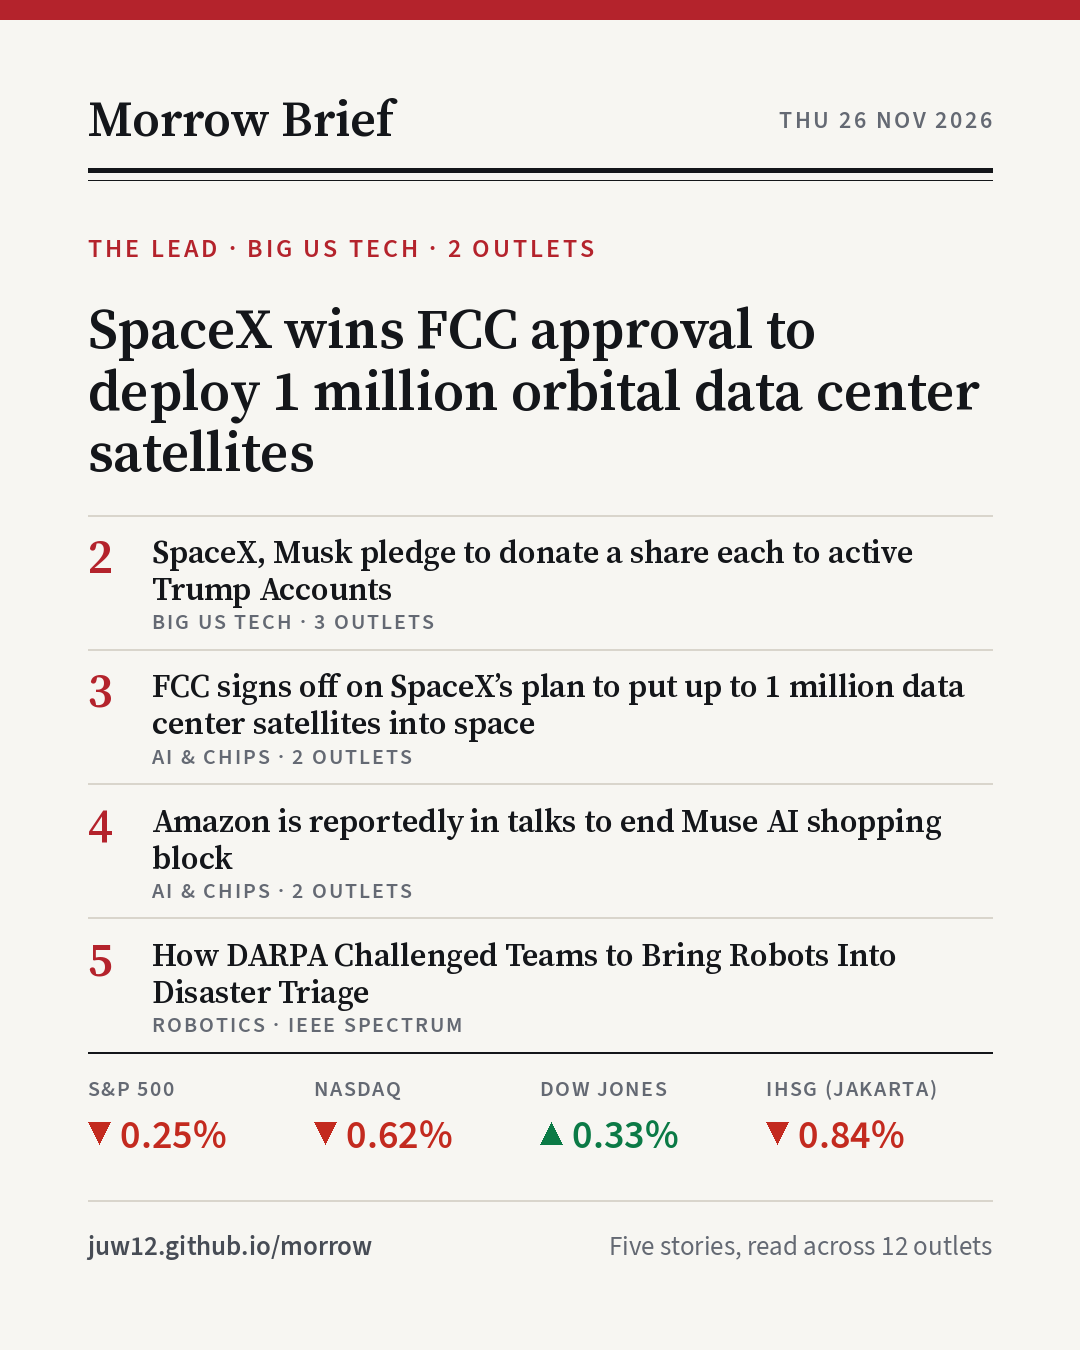 Morrow Brief
THU 26 NOV 2026
THE LEAD · BIG US TECH · 2 OUTLETS
SpaceX wins FCC approval to
deploy 1 million orbital data center
satellites
2
SpaceX, Musk pledge to donate a share each to active
Trump Accounts
BIG US TECH · 3 OUTLETS
3
FCC signs off on SpaceX’s plan to put up to 1 million data
center satellites into space
AI & CHIPS · 2 OUTLETS
4
Amazon is reportedly in talks to end Muse AI shopping
block
AI & CHIPS · 2 OUTLETS
5
How DARPA Challenged Teams to Bring Robots Into
Disaster Triage
ROBOTICS · IEEE SPECTRUM
S&P 500
▼ 0.25%
NASDAQ
▼ 0.62%
DOW JONES
▲ 0.33%
IHSG (JAKARTA)
▼ 0.84%
juw12.github.io/morrow
Five stories, read across 12 outlets